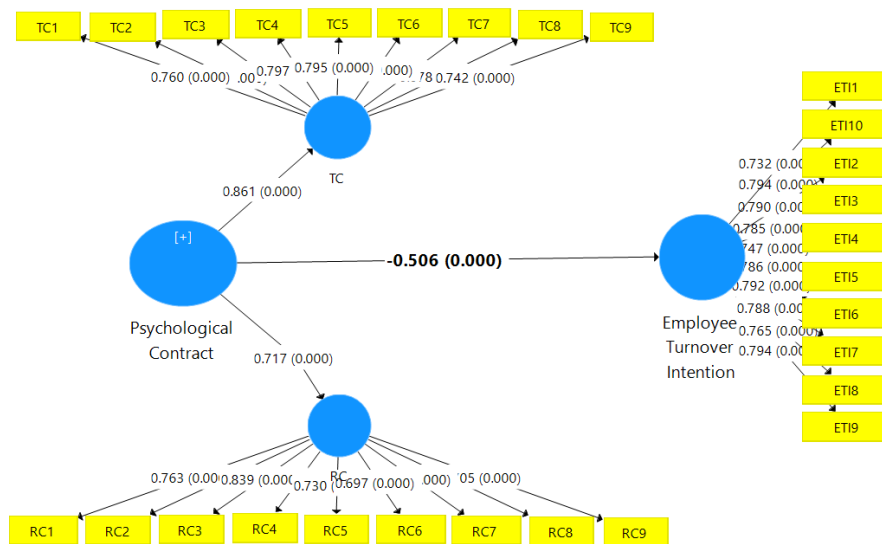 TC1 TC2 TC3 TC4 TC5 TC6 TC7 TC8 TC9
0.760 (0.000) 0.797 0.795 (0.000) 0.742 (0.000)
TC
0.861 (0.000)
[+]
-0.506 (0.000)
Psychological
Contract
0.717 (0.000)
RC
0.763 0.839 0.730 0.697 (0.000)
RC1 RC2 RC3 RC4 RC5 RC6 RC7 RC8 RC9
Employee
Turnover
Intention
0.732
0.794
0.790
0.792
0.788
0.765
0.794
ETI1
ETI10
ETI2
ETI3
ETI4
ETI5
ETI6
ETI7
ETI8
ETI9